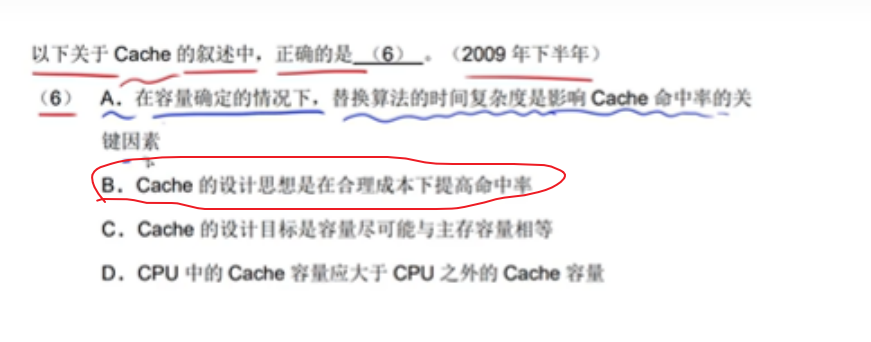 以下关于 Cache 的叙述中，正确的是 （6） 。（2009 年下半年）
（6） A．在容量确定的情况下，替换算法的时间复杂度是影响 Cache 命中率的关
键因素
B．Cache 的设计思想是在合理成本下提高命中率
C．Cache 的设计目标是容量尽可能与主存容量相等
D．CPU 中的 Cache 容量应大于 CPU 之外的 Cache 容量